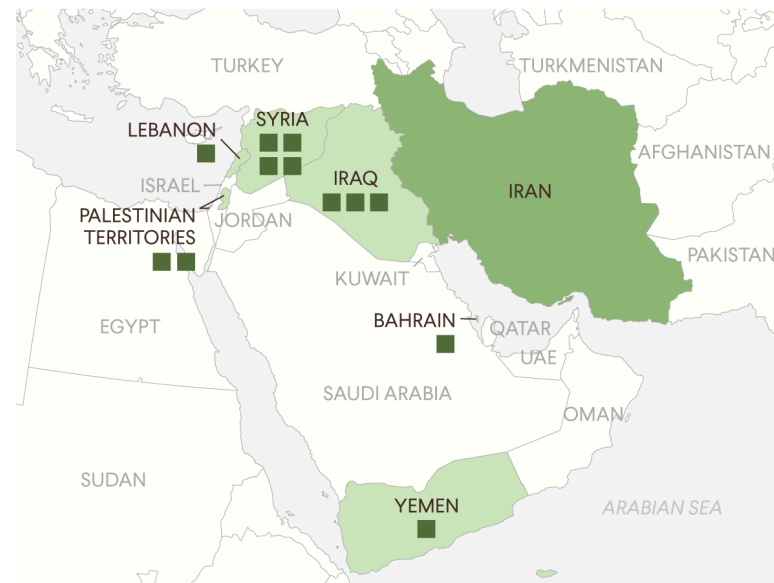 TURKEY
TURKMENISTAN
SYRIA
LEBANON
AFGHANISTAN
ISRAEL
IRAQ
IRAN
PALESTINIAN
TERRITORIES
JORDAN
PAKISTAN
KUWAIT
EGYPT
BAHRAIN
QATAR
UAE
SAUDI ARABIA
OMAN
SUDAN
YEMEN
ARABIAN SEA